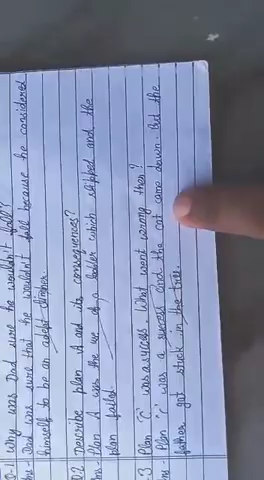 Q-1 Why was Dad sure he wouldn't fall?
Ans Dad was sure that he wouldn't fall because he considered
himself to be an adept climber.
Q.2 Describe plan A and its consequences?
Ans Plan A was the use of a ladder which slipped and the
plan failed.
Q.3 Plan "C" was a success. What went wrong then?
Ans - Plan "C" was a success and the cat came down. But the
father got stuck in the tree.